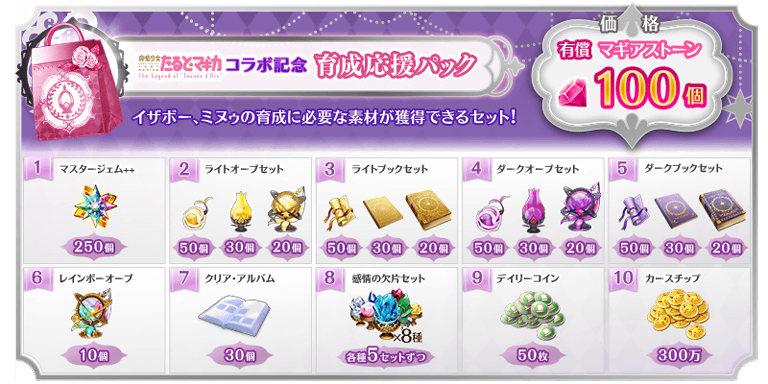 価格
魔法少女
たるとマギカ
The Legend of "Jeanne d'Arc"
コラボ記念 育成応援パック
有償 マギアストーン
100個
イザボー、ミヌゥの育成に必要な素材が獲得できるセット!
1 マスタージェム++
250個
2 ライトオーブセット
50個 30個 20個
3 ライトブックセット
50個 30個 20個
4 ダークオーブセット
50個 30個 20個
5 ダークブックセット
50個 30個 20個
6 レインボーオーブ
10個
7 クリア・アルバム
30個
8 感情の欠片セット
×8種
各種5セットずつ
9 デイリーコイン
50枚
10 カースチップ
300万